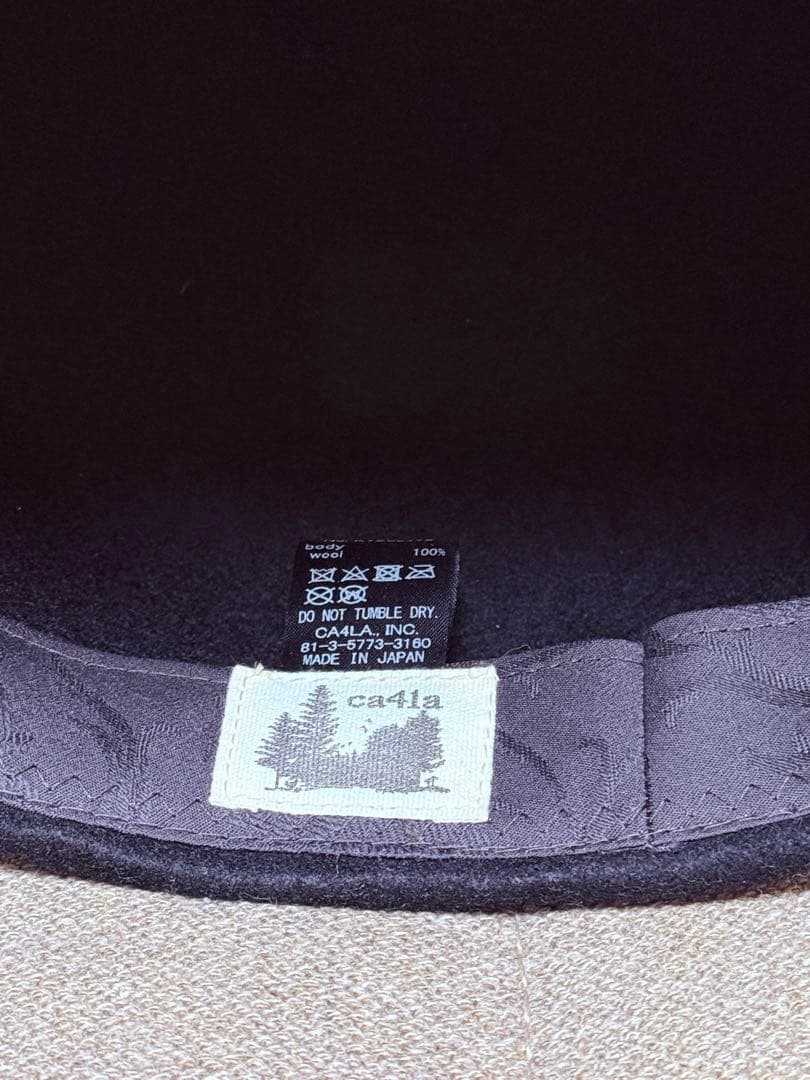 body
wool 100%
DO NOT TUMBLE DRY.
CA4LA., INC.
81-3-5773-3160
MADE IN JAPAN
ca4la